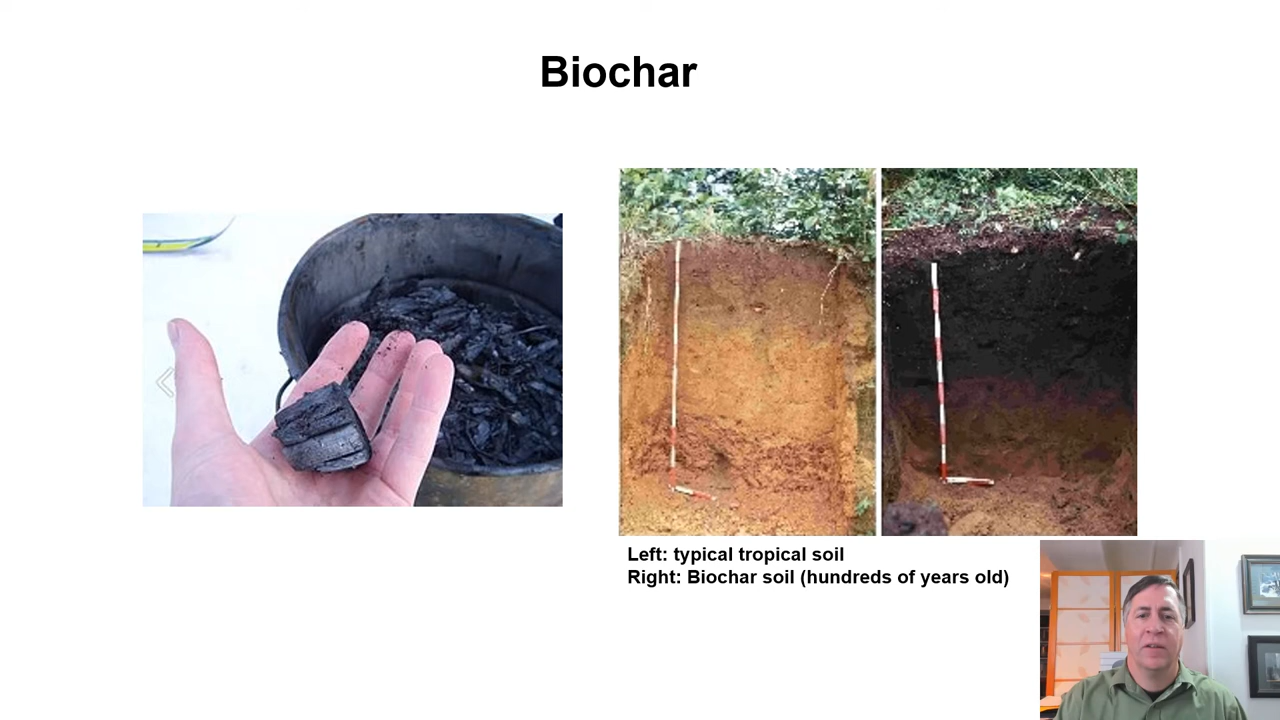 Biochar
Left: typical tropical soil
Right: Biochar soil (hundreds of years old)